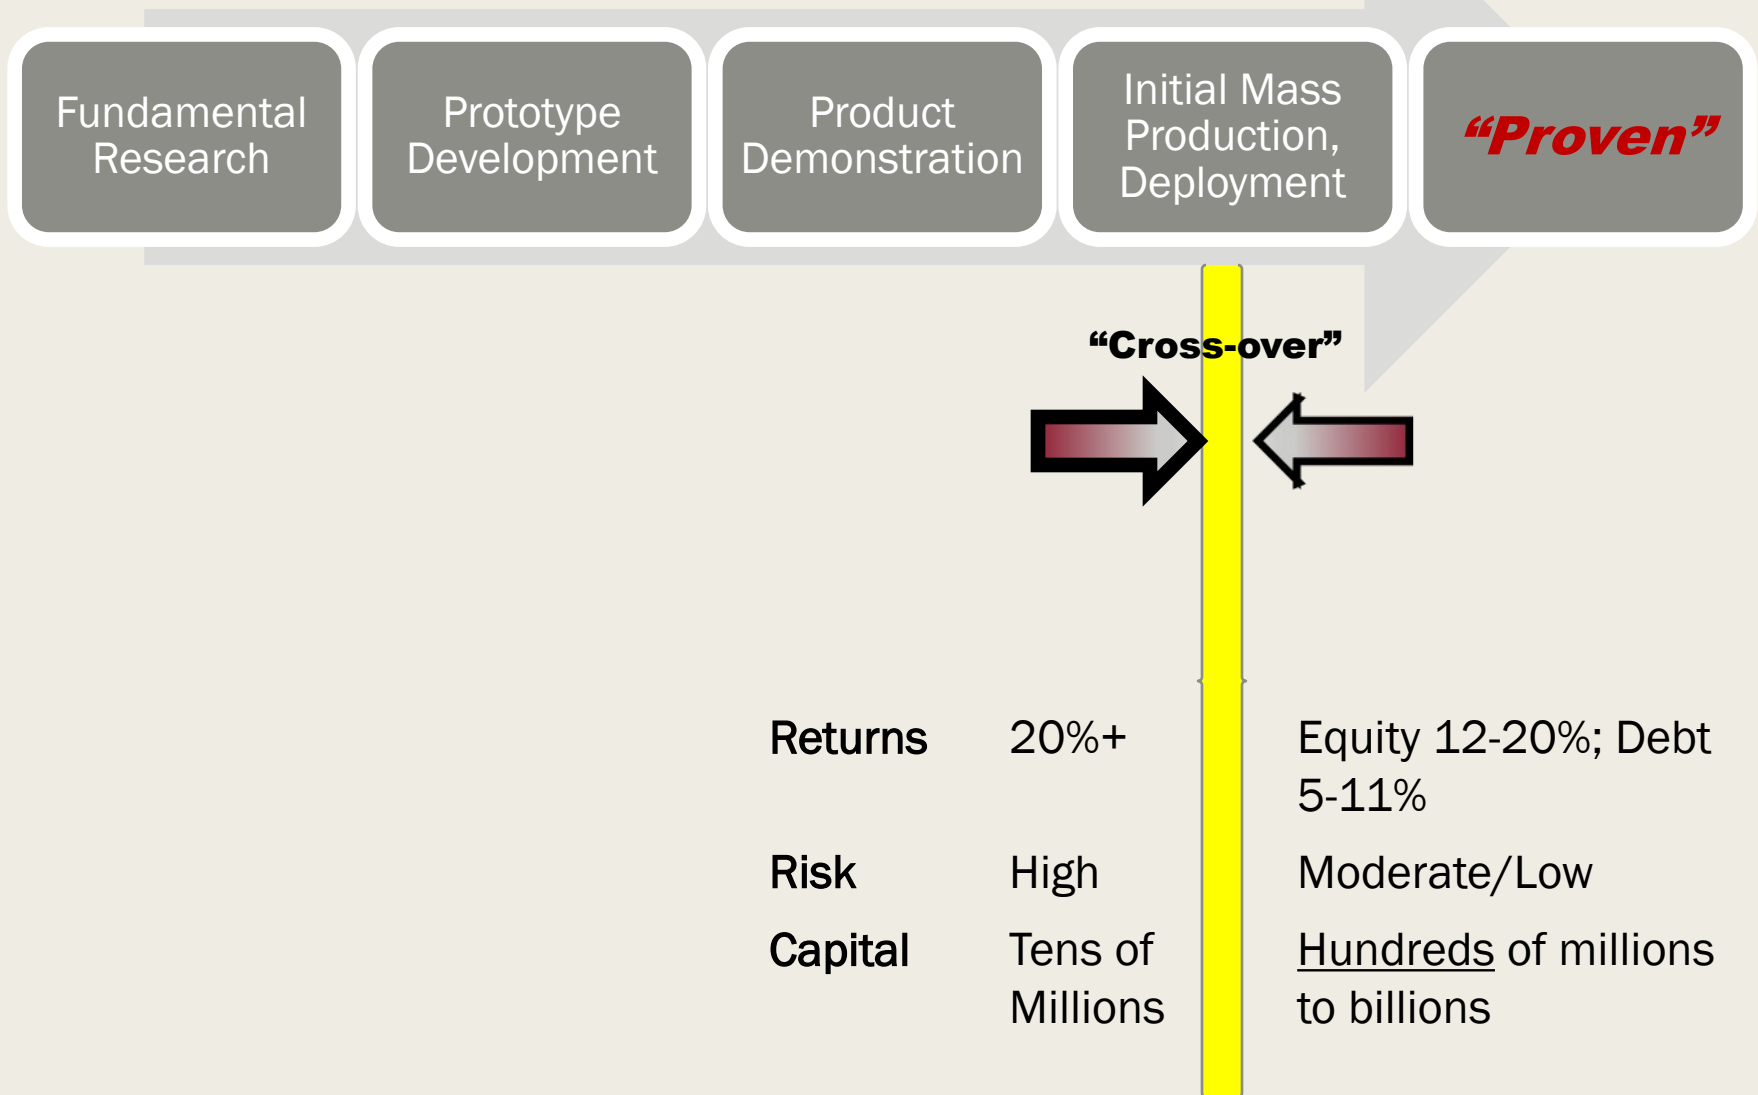 Fundamental
Research
Prototype
Development
Product
Demonstration
Initial Mass
Production,
Deployment
“Proven”
“Cross-over”
Returns 20%+ Equity 12-20%; Debt
5-11%
Risk High Moderate/Low
Capital Tens of Hundreds of millions
Millions to billions